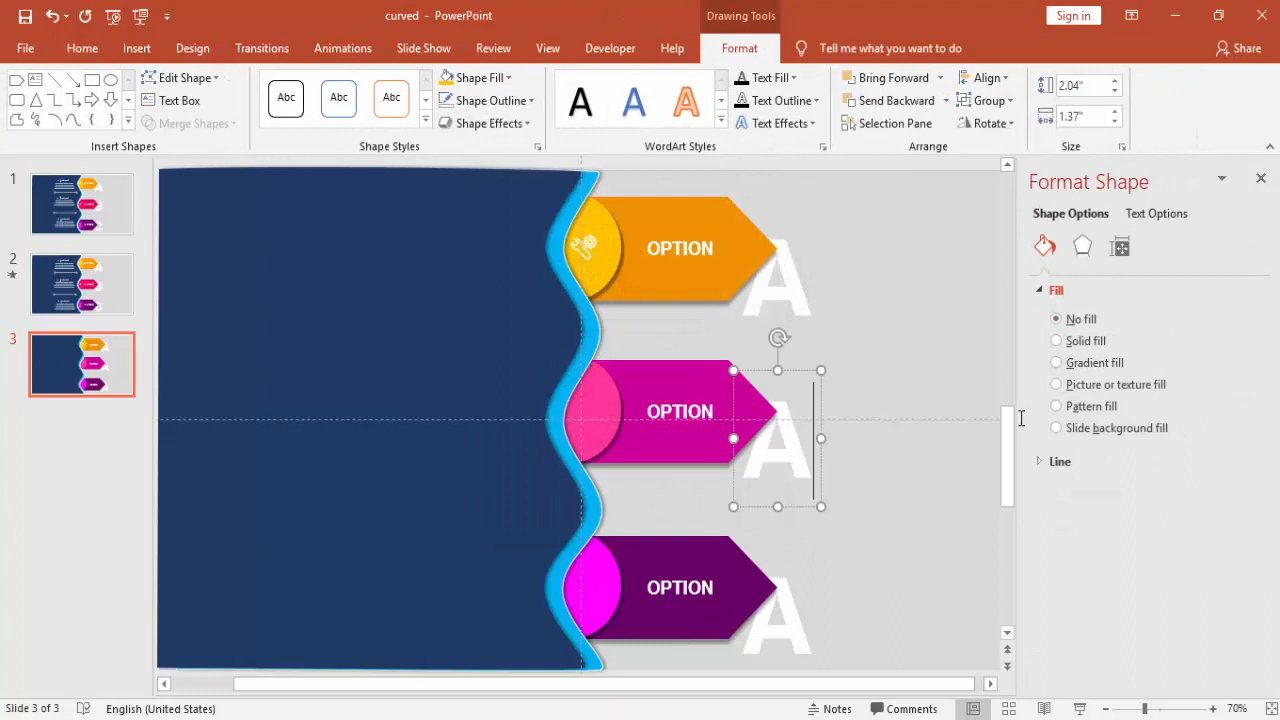 curved - PowerPoint
Drawing Tools
Sign in
File
Home
Insert
Design
Transitions
Animations
Slide Show
Review
View
Developer
Help
Format
Tell me what you want to do
Share
Edit Shape
Text Box
Merge Shapes
Insert Shapes
Abc
Abc
Abc
Shape Fill
Shape Outline
Shape Effects
Shape Styles
A
A
A
Text Fill
Text Outline
Text Effects
WordArt Styles
Bring Forward
Send Backward
Selection Pane
Align
Group
Rotate
Arrange
2.04"
1.37"
Size
1
2
3
OPTION
A
OPTION
A
OPTION
A
Format Shape
Shape Options
Text Options
Fill
No fill
Solid fill
Gradient fill
Picture or texture fill
Pattern fill
Slide background fill
Line
Slide 3 of 3
English (United States)
Notes
Comments
70%